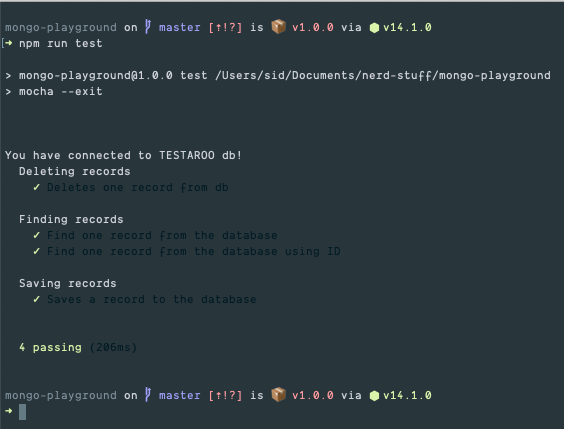 mongo-playground on master [⇡!?] is 📦 v1.0.0 via ⬢ v14.1.0
➜ npm run test
> mongo-playground@1.0.0 test /Users/sid/Documents/nerd-stuff/mongo-playground
> mocha --exit
You have connected to TESTAROO db!
Deleting records
✓ Deletes one record from db
Finding records
✓ Find one record from the database
✓ Find one record from the database using ID
Saving records
✓ Saves a record to the database
4 passing (206ms)
mongo-playground on master [⇡!?] is 📦 v1.0.0 via ⬢ v14.1.0
➜